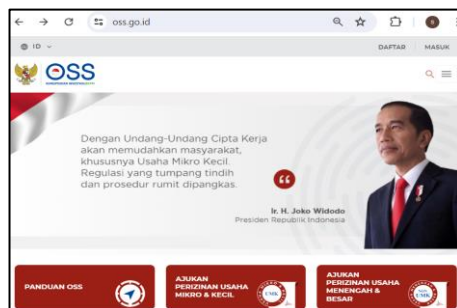 oss.go.id
ID
DAFTAR MASUK
OSS
Dengan Undang-Undang Cipta Kerja
akan memudahkan masyarakat,
khususnya Usaha Mikro Kecil.
Regulasi yang tumpang tindih
dan prosedur rumit dipangkas.
Ir. H. Joko Widodo
Presiden Republik Indonesia
PANDUAN OSS
AJUKAN
PERIZINAN USAHA
MIKRO & KECIL
UMK
AJUKAN
PERIZINAN USAHA
MENENGAH &
BESAR